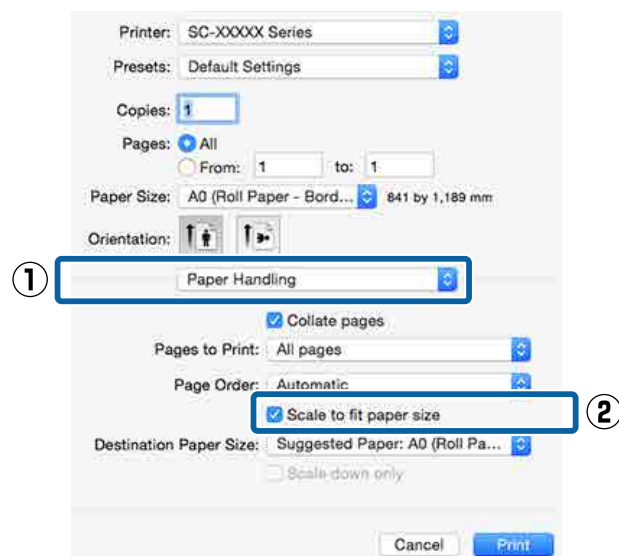 Printer: SC-XXXXX Series
Presets: Default Settings
Copies: 1
Pages: All
From: 1 to: 1
Paper Size: A0 (Roll Paper - Bord... 841 by 1,189 mm
Orientation:
① Paper Handling
Collate pages
Pages to Print: All pages
Page Order: Automatic
Scale to fit paper size ②
Destination Paper Size: Suggested Paper: A0 (Roll Pa...
Scale down only
Cancel Print